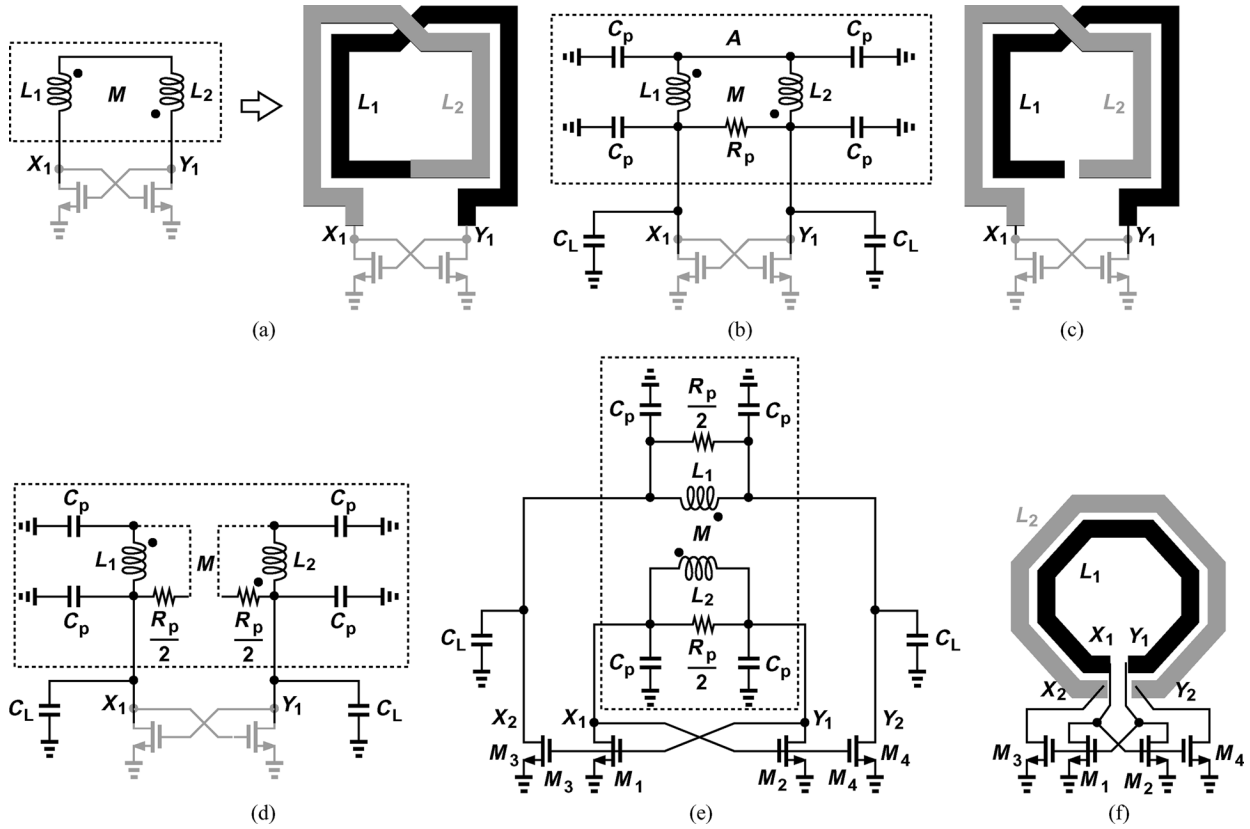 L1 M L2
X1 Y1
L1 L2
X1 Y1
(a)
Cp A Cp
L1 M L2
Cp Rp Cp
CL X1 Y1 CL
(b)
L1 L2
X1 Y1
(c)
Cp Cp
L1 M L2
Cp Rp/2 Rp/2 Cp
CL X1 Y1 CL
(d)
Cp Rp/2 Cp
L1
M
L2
CL Cp Rp/2 Cp CL
X2 X1 Y1 Y2
M3 M3 M1 M2 M4 M4
(e)
L2
L1
X1 Y1
X2 Y2
M3 M1 M2 M4
(f)